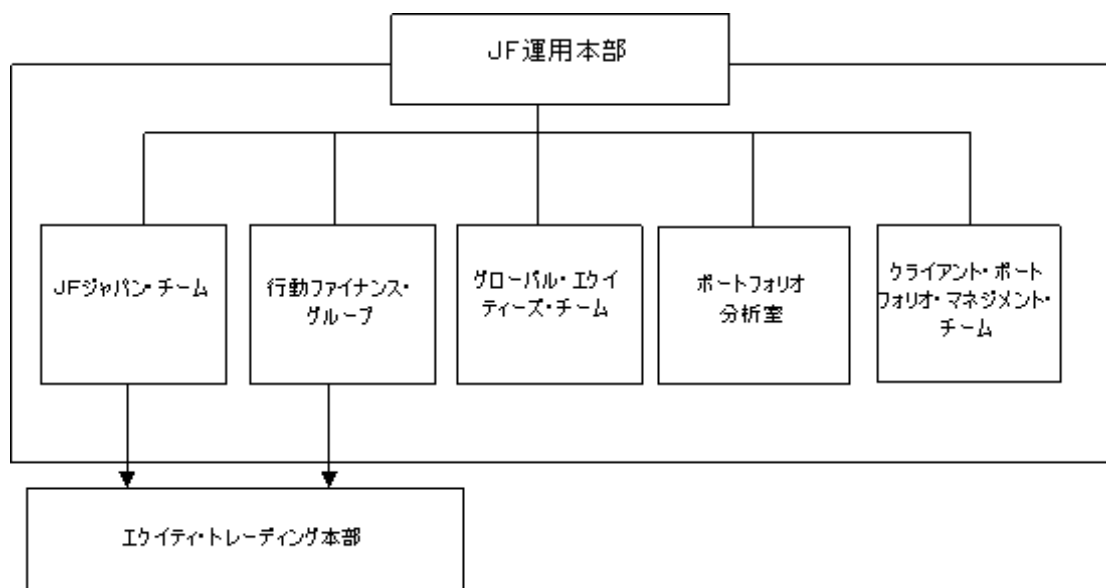 JF運用本部
JFジャパン・チーム
行動ファイナンス・
グループ
グローバル・エクイ
ティーズ・チーム
ポートフォリオ
分析室
クライアント・ポート
フォリオ・マネジメント・
チーム
エクイティ・トレーディング本部